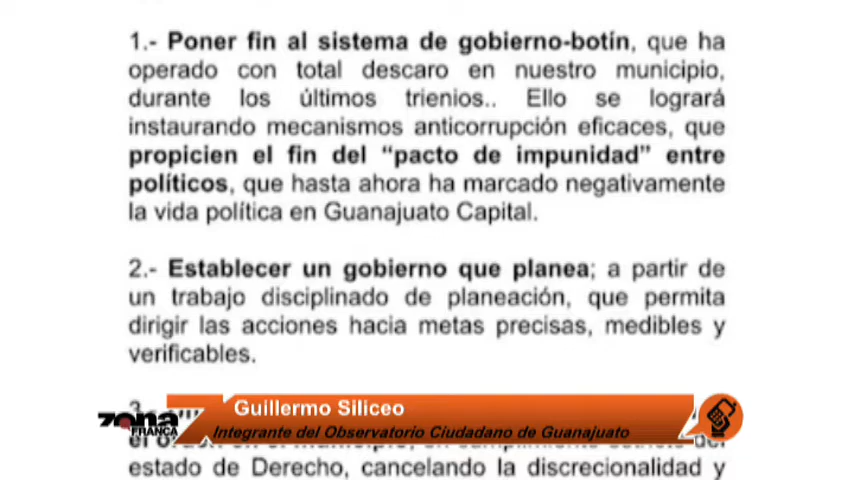 1.- Poner fin al sistema de gobierno-botín, que ha
operado con total descaro en nuestro municipio,
durante los últimos trienios.. Ello se logrará
instaurando mecanismos anticorrupción eficaces, que
propicien el fin del “pacto de impunidad” entre
políticos, que hasta ahora ha marcado negativamente
la vida política en Guanajuato Capital.
2.- Establecer un gobierno que planea; a partir de
un trabajo disciplinado de planeación, que permita
dirigir las acciones hacia metas precisas, medibles y
verificables.
Guillermo Siliceo
ZONA FRANCA
Integrante del Observatorio Ciudadano de Guanajuato
estado de Derecho, cancelando la discrecionalidad y